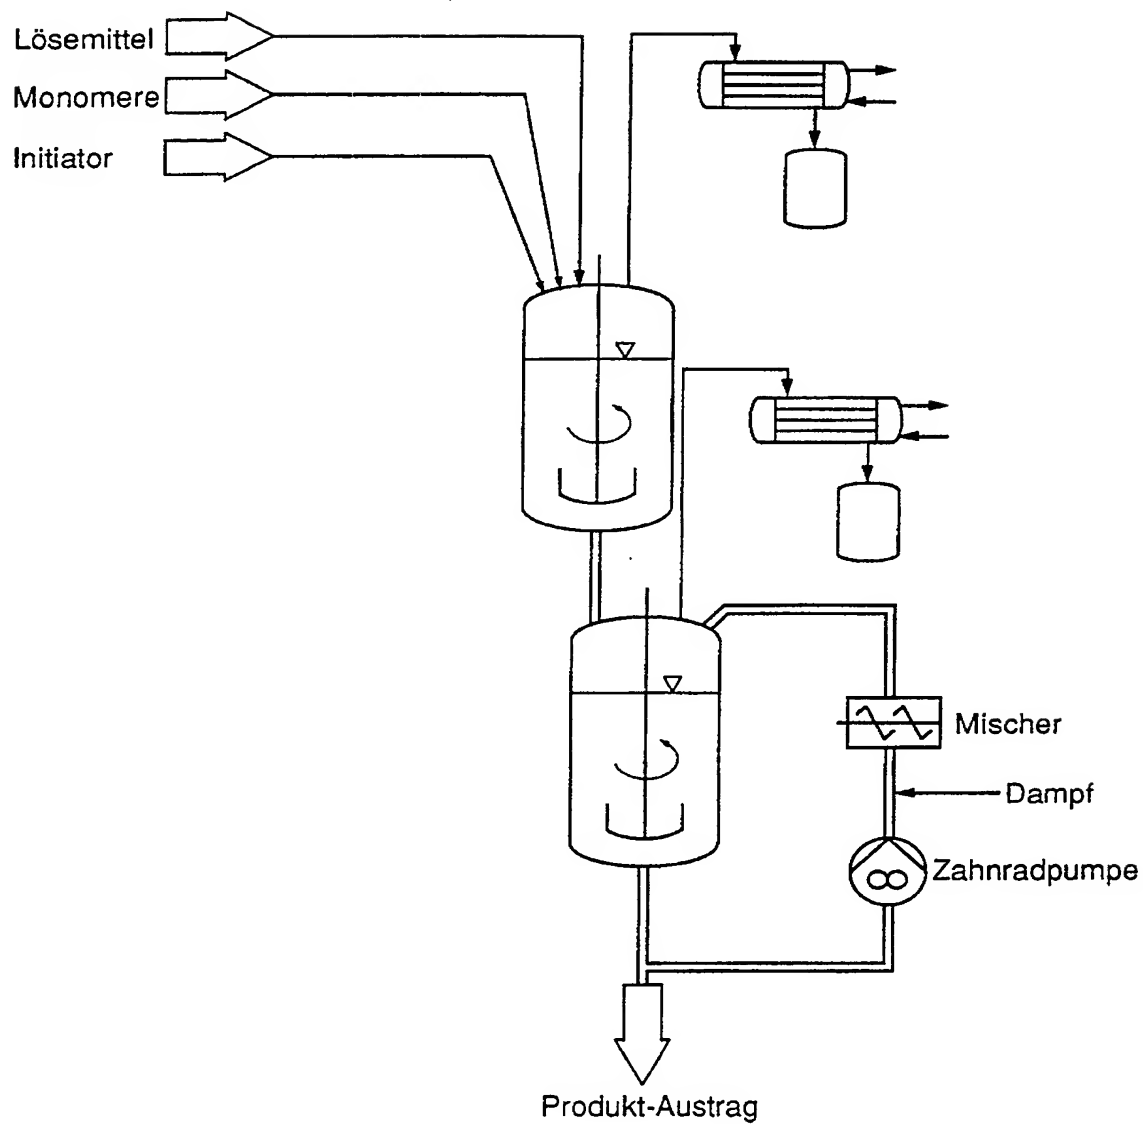 Lösemittel
Monomere
Initiator
Mischer
Dampf
Zahnradpumpe
Produkt-Austrag